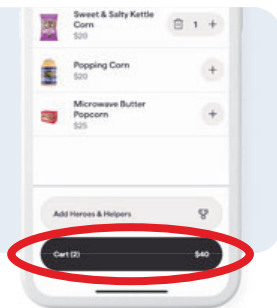 Sweet & Salty Kettle
Corn
$20
1 +
Popping Corn
$20
+
Microwave Butter
Popcorn
$25
+
Add Heroes & Helpers
Cart (2) $40